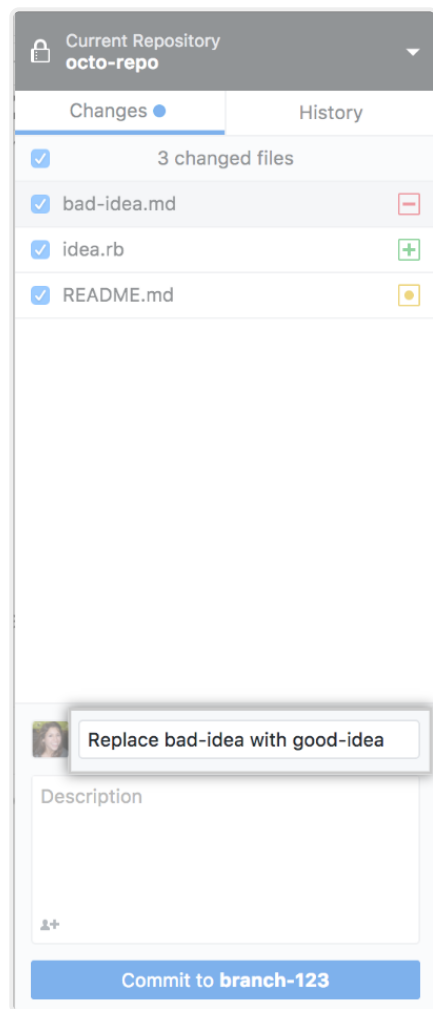 Current Repository
octo-repo
Changes
History
3 changed files
bad-idea.md
idea.rb
README.md
Replace bad-idea with good-idea
Description
Commit to branch-123